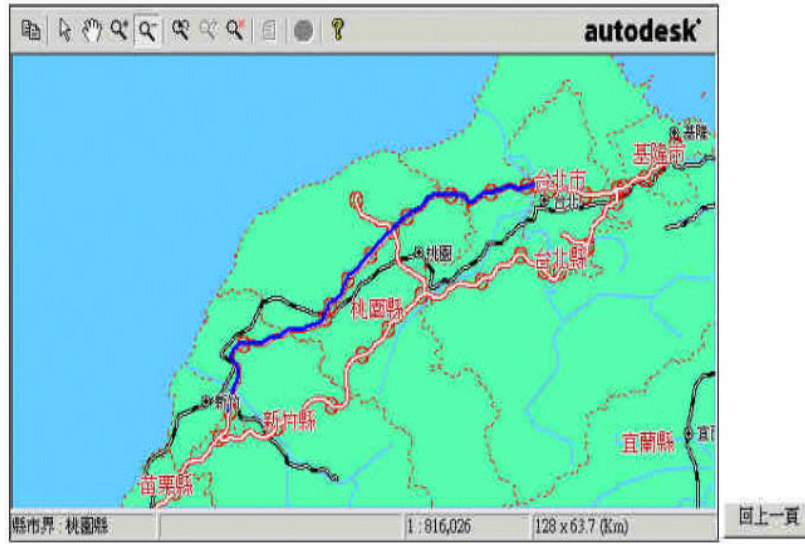 autodesk
基隆
基隆市
台北市
台北
台北縣
桃園
桃園縣
新竹
新竹縣
宜蘭縣
苗栗縣
縣市界 : 桃園縣
1 : 816,026
128 x 63.7 (Km)
回上一頁